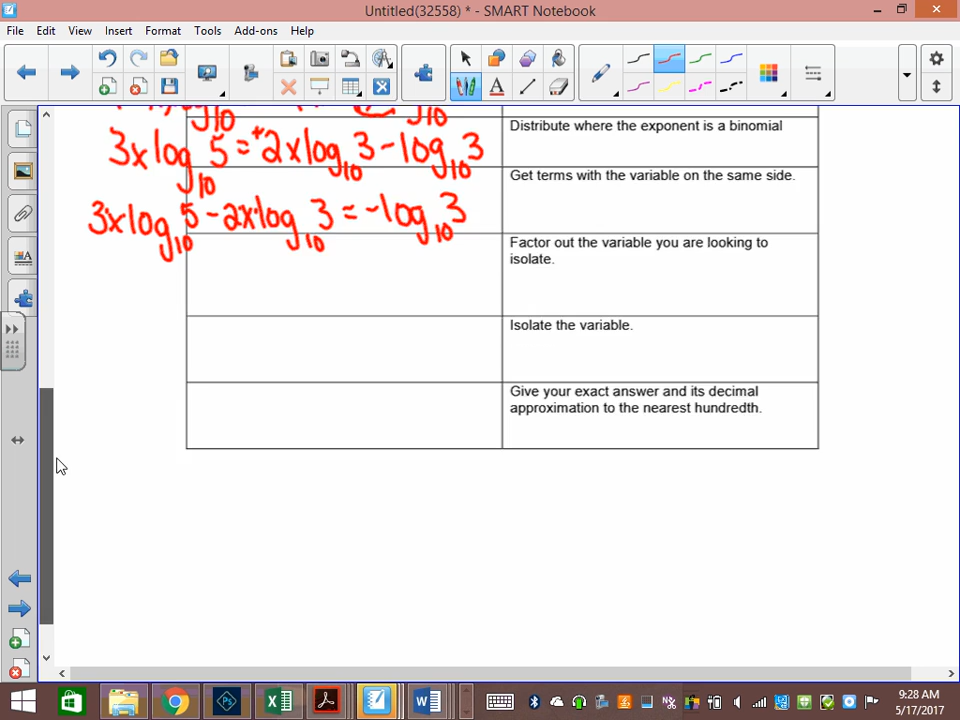 Untitled(32558) * - SMART Notebook
File Edit View Insert Format Tools Add-ons Help
Distribute where the exponent is a binomial
3x log10 5 = +2x log10 3 - log10 3
Get terms with the variable on the same side.
3x log10 5 - 2x log10 3 = - log10 3
Factor out the variable you are looking to
isolate.
Isolate the variable.
Give your exact answer and its decimal
approximation to the nearest hundredth.
9:28 AM
5/17/2017